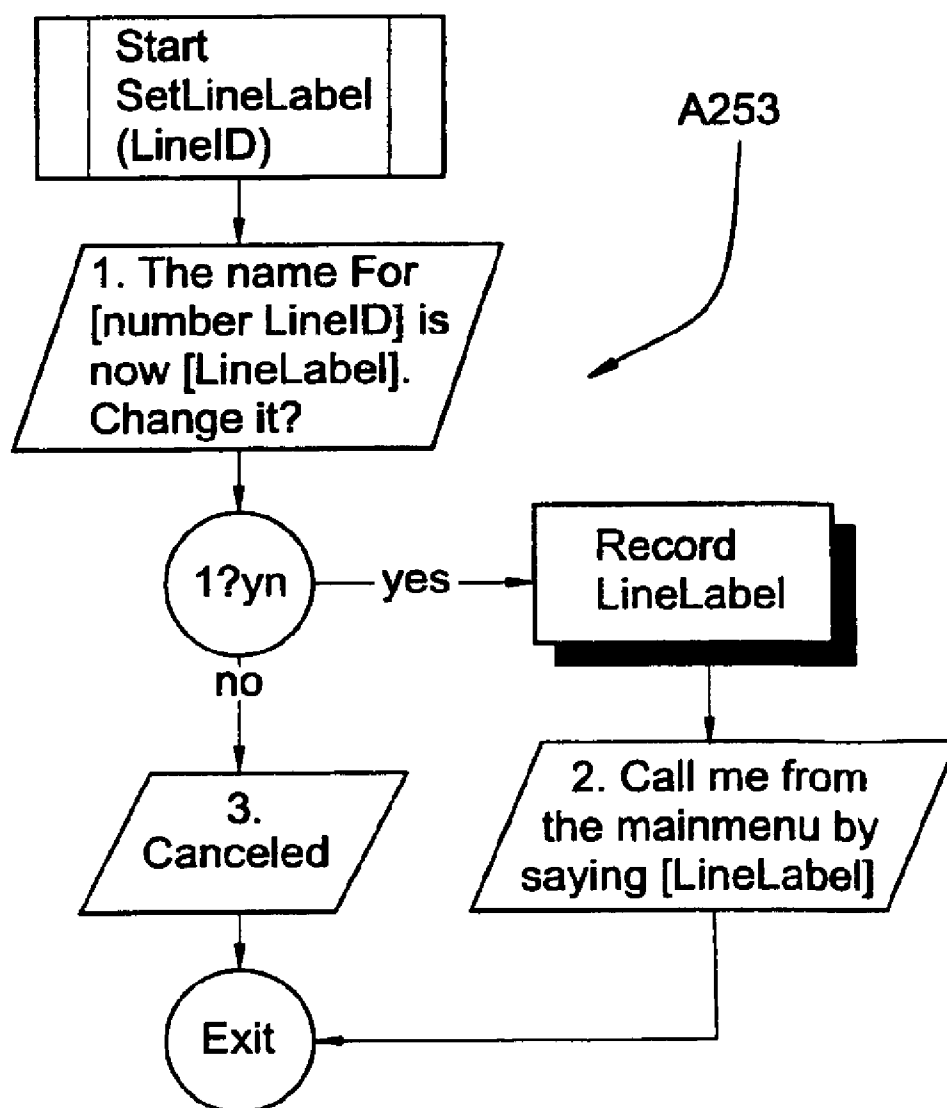 Start
SetLineLabel
(LineID)
A253
1. The name For
[number LineID] is
now [LineLabel].
Change it?
1?yn
yes
Record
LineLabel
no
3.
Canceled
2. Call me from
the mainmenu by
saying [LineLabel]
Exit